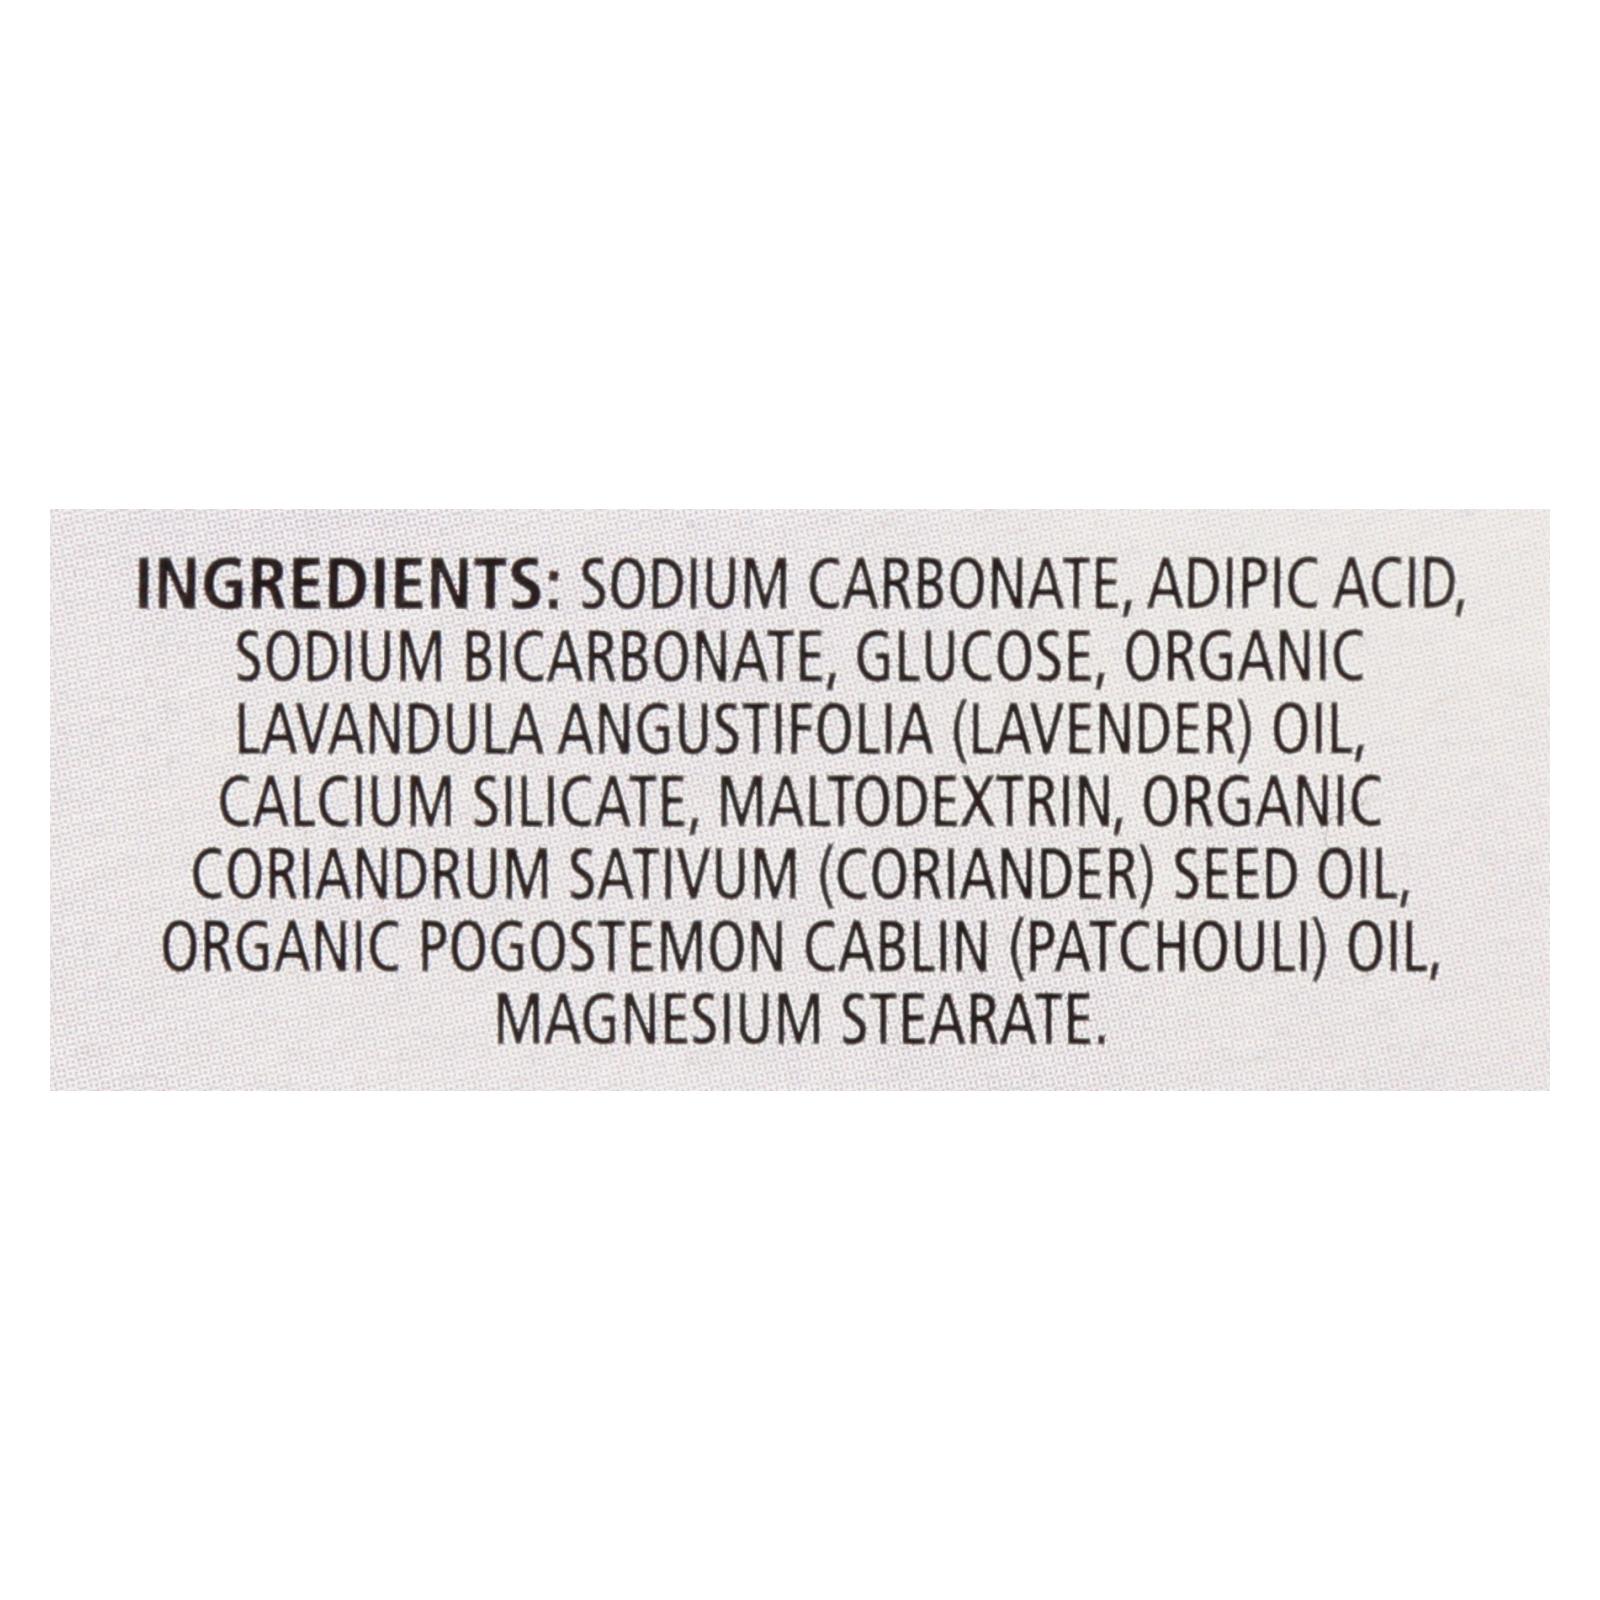 INGREDIENTS: SODIUM CARBONATE, ADIPIC ACID,
SODIUM BICARBONATE, GLUCOSE, ORGANIC
LAVANDULA ANGUSTIFOLIA (LAVENDER) OIL,
CALCIUM SILICATE, MALTODEXTRIN, ORGANIC
CORIANDRUM SATIVUM (CORIANDER) SEED OIL,
ORGANIC POGOSTEMON CABLIN (PATCHOULI) OIL,
MAGNESIUM STEARATE.